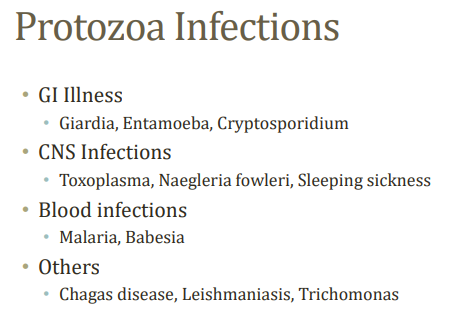 Protozoa Infections
• GI Illness
• Giardia, Entamoeba, Cryptosporidium
• CNS Infections
• Toxoplasma, Naegleria fowleri, Sleeping sickness
• Blood infections
• Malaria, Babesia
• Others
• Chagas disease, Leishmaniasis, Trichomonas